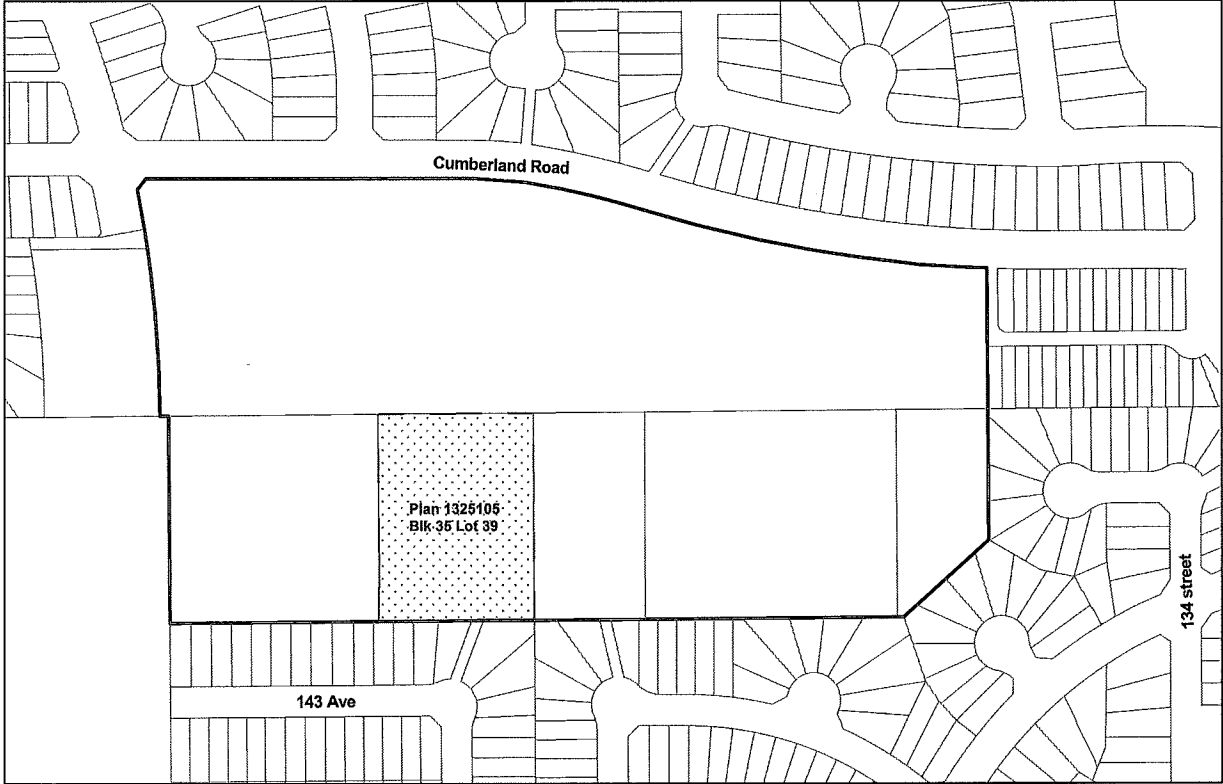 Cumberland Road
Plan 1325105
Blk 35 Lot 39
134 street
143 Ave